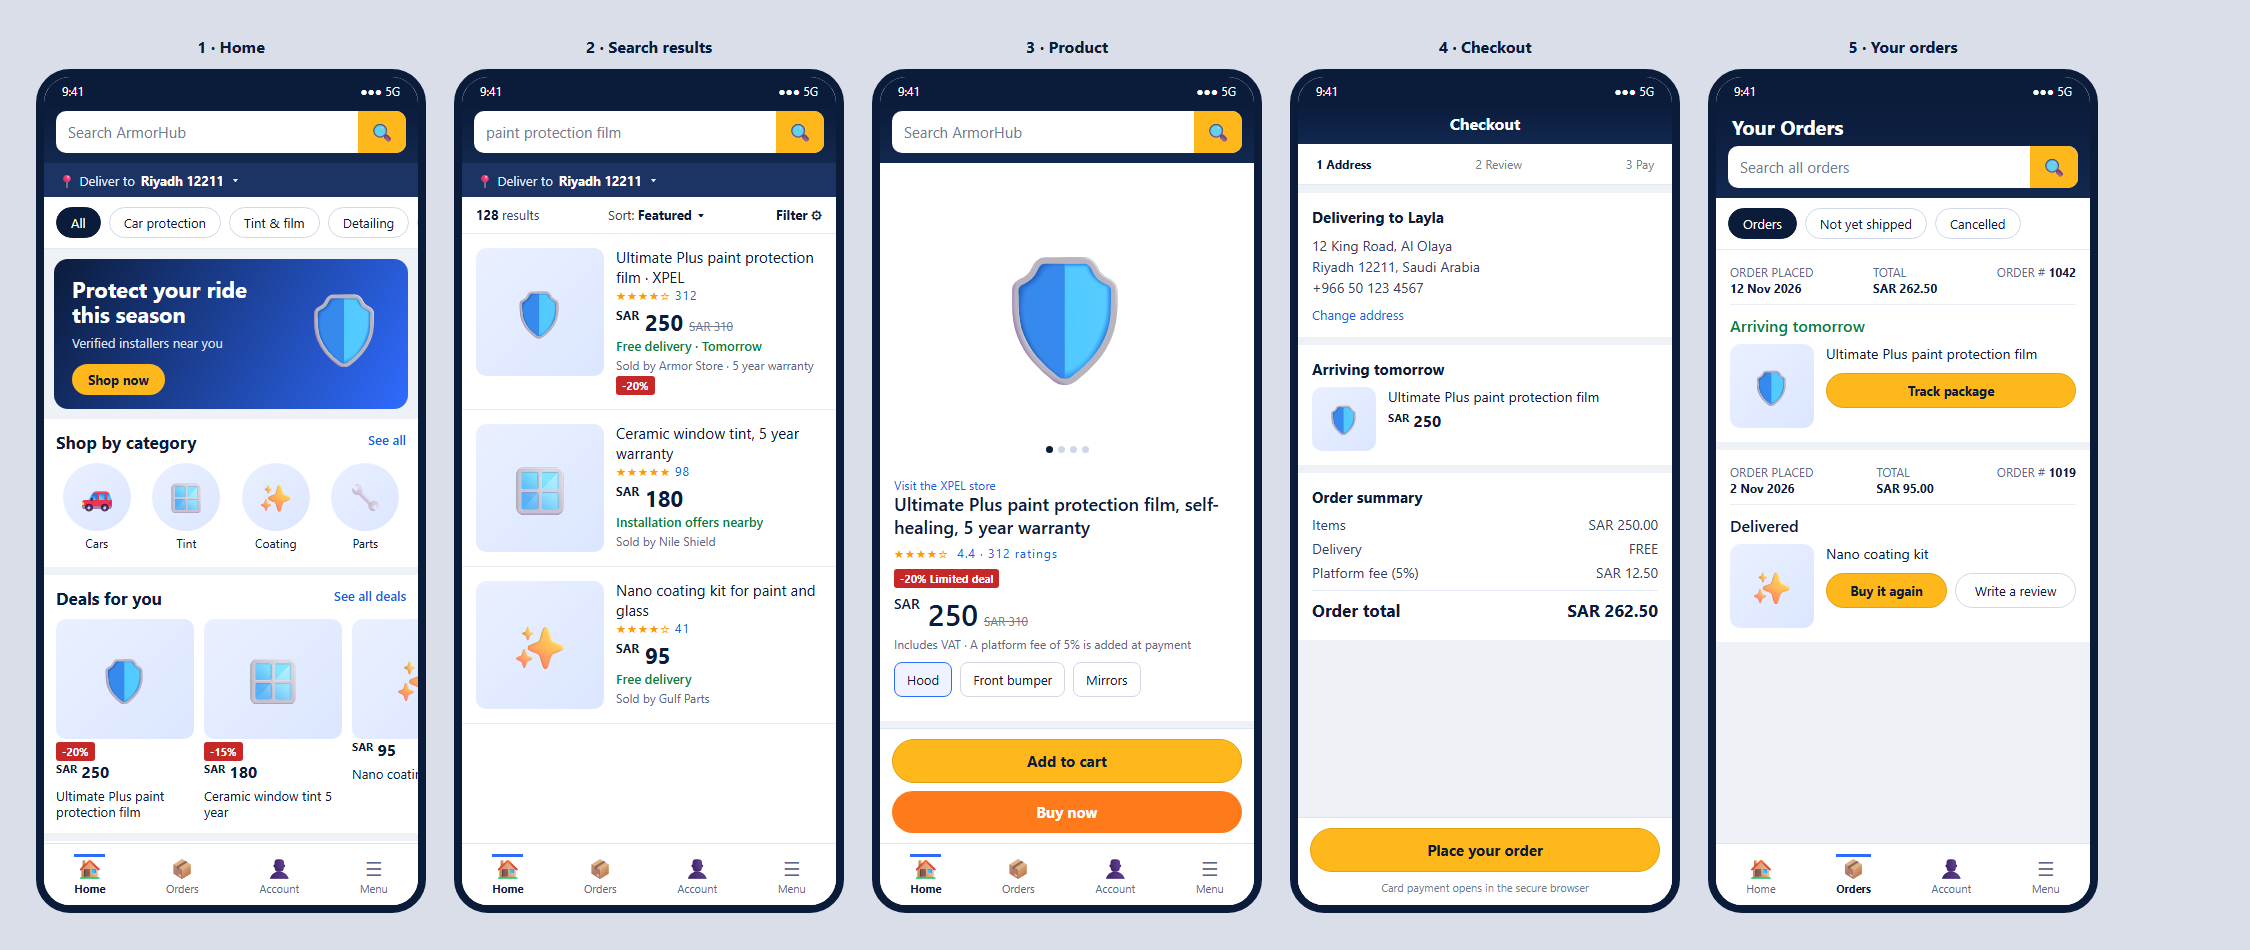 1 · Home
9:41
●●● 5G
Search ArmorHub
Deliver to Riyadh 12211
All
Car protection
Tint & film
Detailing
Protect your ride
this season
Verified installers near you
Shop now
Shop by category
See all
Cars
Tint
Coating
Parts
Deals for you
See all deals
-20%
SAR 250
Ultimate Plus paint
protection film
-15%
SAR 180
Ceramic window tint 5
year
SAR 95
Nano coatin
Home
Orders
Account
Menu
2 · Search results
9:41
●●● 5G
paint protection film
Deliver to Riyadh 12211
128 results
Sort: Featured
Filter
Ultimate Plus paint protection
film · XPEL
★★★★☆ 312
SAR 250 SAR 310
Free delivery · Tomorrow
Sold by Armor Store · 5 year warranty
-20%
Ceramic window tint, 5 year
warranty
★★★★★ 98
SAR 180
Installation offers nearby
Sold by Nile Shield
Nano coating kit for paint and
glass
★★★★☆ 41
SAR 95
Free delivery
Sold by Gulf Parts
Home
Orders
Account
Menu
3 · Product
9:41
●●● 5G
Search ArmorHub
Visit the XPEL store
Ultimate Plus paint protection film, self-
healing, 5 year warranty
★★★★☆ 4.4 · 312 ratings
-20% Limited deal
SAR 250 SAR 310
Includes VAT · A platform fee of 5% is added at payment
Hood
Front bumper
Mirrors
Add to cart
Buy now
Home
Orders
Account
Menu
4 · Checkout
9:41
●●● 5G
Checkout
1 Address
2 Review
3 Pay
Delivering to Layla
12 King Road, Al Olaya
Riyadh 12211, Saudi Arabia
+966 50 123 4567
Change address
Arriving tomorrow
Ultimate Plus paint protection film
SAR 250
Order summary
Items SAR 250.00
Delivery FREE
Platform fee (5%) SAR 12.50
Order total SAR 262.50
Place your order
Card payment opens in the secure browser
5 · Your orders
9:41
●●● 5G
Your Orders
Search all orders
Orders
Not yet shipped
Cancelled
ORDER PLACED
12 Nov 2026
TOTAL
SAR 262.50
ORDER # 1042
Arriving tomorrow
Ultimate Plus paint protection film
Track package
ORDER PLACED
2 Nov 2026
TOTAL
SAR 95.00
ORDER # 1019
Delivered
Nano coating kit
Buy it again
Write a review
Home
Orders
Account
Menu